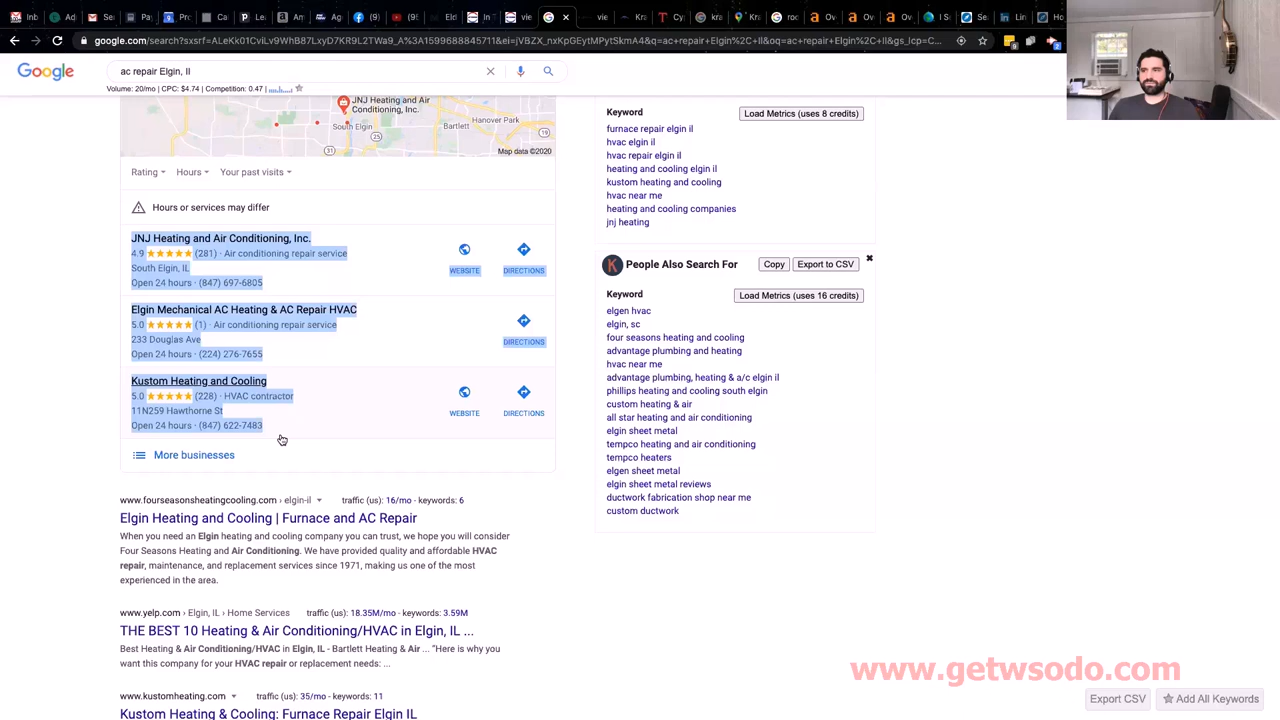 google.com/search?sxsrf=ALeKk01CviLv9WhB87LxyD7KR9L2TWa9_A%3A1599688845711&ei=jVBZX_nxKpGEytMPytSkmA4&q=ac+repair+Elgin%2C+Il&oq=ac+repair+Elgin%2C+Il&gs_lcp=C...
Google
ac repair Elgin, Il
Volume: 20/mo | CPC: $4.74 | Competition: 0.47
JNJ Heating and Air
Conditioning, Inc.
South Elgin
Bartlett
Hanover Park
19
25
31
Map data ©2020
Rating
Hours
Your past visits
Hours or services may differ
JNJ Heating and Air Conditioning, Inc.
4.9 (281) · Air conditioning repair service
South Elgin, IL
Open 24 hours · (847) 697-6805
WEBSITE
DIRECTIONS
Elgin Mechanical AC Heating & AC Repair HVAC
5.0 (1) · Air conditioning repair service
233 Douglas Ave
Open 24 hours · (224) 276-7655
DIRECTIONS
Kustom Heating and Cooling
5.0 (228) · HVAC contractor
11N259 Hawthorne St
Open 24 hours · (847) 622-7483
WEBSITE
DIRECTIONS
More businesses
www.fourseasonsheatingcooling.com › elgin-il traffic (us): 16/mo · keywords: 6
Elgin Heating and Cooling | Furnace and AC Repair
When you need an Elgin heating and cooling company you can trust, we hope you will consider
Four Seasons Heating and Air Conditioning. We have provided quality and affordable HVAC
repair, maintenance, and replacement services since 1971, making us one of the most
experienced in the area.
www.yelp.com › Elgin, IL › Home Services traffic (us): 18.35M/mo · keywords: 3.59M
THE BEST 10 Heating & Air Conditioning/HVAC in Elgin, IL ...
Best Heating & Air Conditioning/HVAC in Elgin, IL - Bartlett Heating & Air ... "Here is why you
want this company for your HVAC repair or replacement needs: ...
www.kustomheating.com traffic (us): 35/mo · keywords: 11
Kustom Heating & Cooling: Furnace Repair Elgin IL
Keyword
Load Metrics (uses 8 credits)
furnace repair elgin il
hvac elgin il
hvac repair elgin il
heating and cooling elgin il
kustom heating and cooling
hvac near me
heating and cooling companies
jnj heating
People Also Search For
Copy
Export to CSV
Keyword
Load Metrics (uses 16 credits)
elgen hvac
elgin, sc
four seasons heating and cooling
advantage plumbing and heating
hvac near me
advantage plumbing, heating & a/c elgin il
phillips heating and cooling south elgin
custom heating & air
all star heating and air conditioning
elgin sheet metal
tempco heating and air conditioning
tempco heaters
elgen sheet metal
elgin sheet metal reviews
ductwork fabrication shop near me
custom ductwork
www.getwsodo.com
Export CSV
Add All Keywords